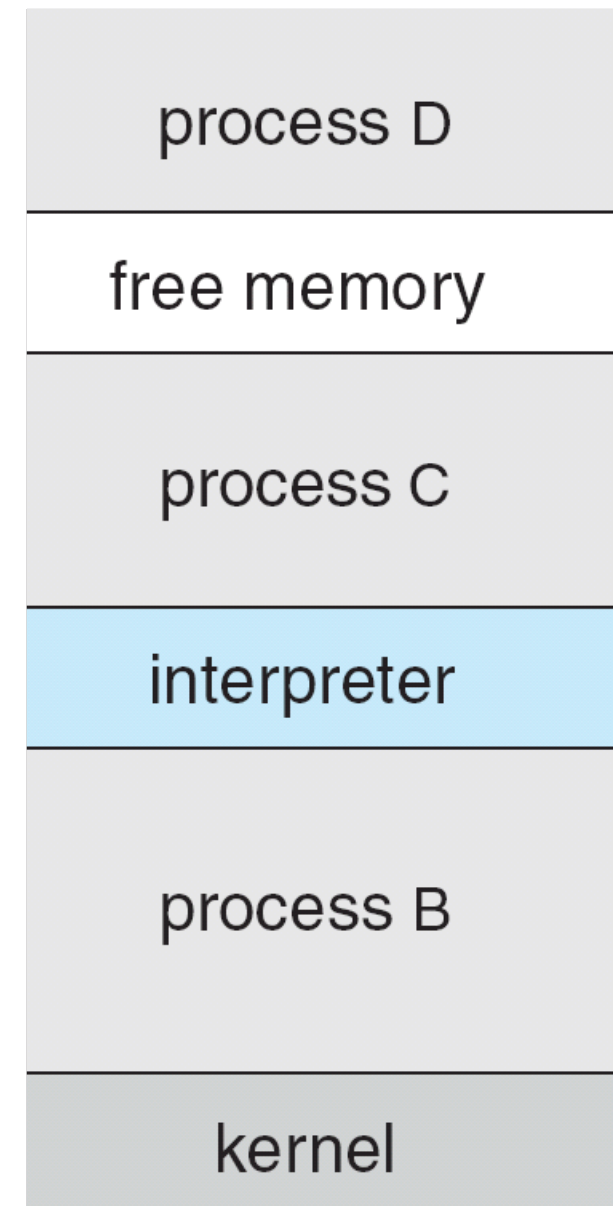 process D
free memory
process C
interpreter
process B
kernel